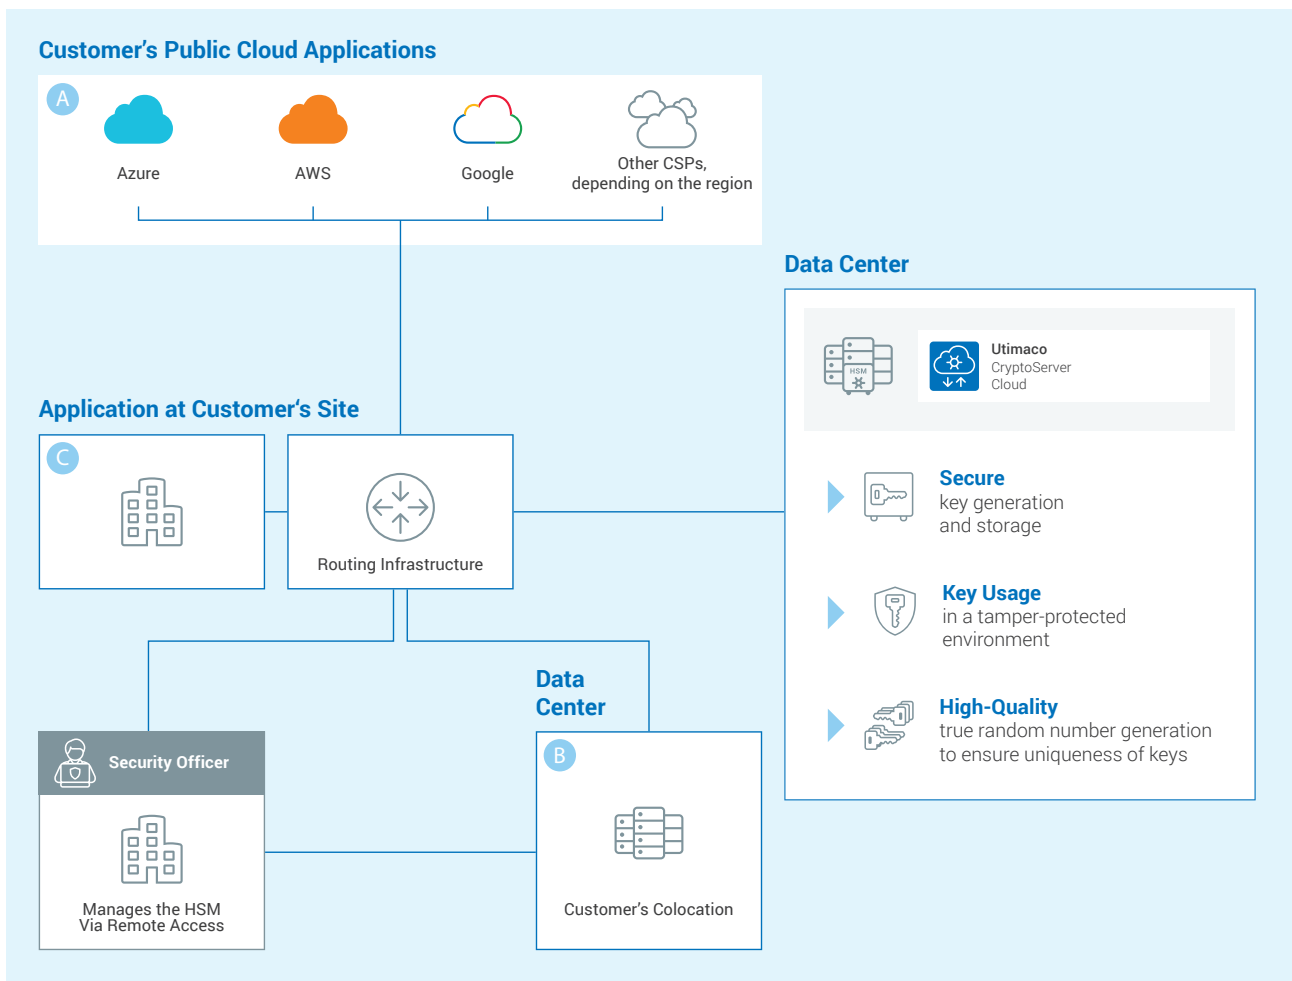 Customer’s Public Cloud Applications
A
Azure
AWS
Google
Other CSPs,
depending on the region
Data Center
HSM
Utimaco
CryptoServer
Cloud
Secure
key generation
and storage
Key Usage
in a tamper-protected
environment
High-Quality
true random number generation
to ensure uniqueness of keys
Application at Customer‘s Site
C
Routing Infrastructure
Security Officer
Manages the HSM
Via Remote Access
Data
Center
B
Customer’s Colocation